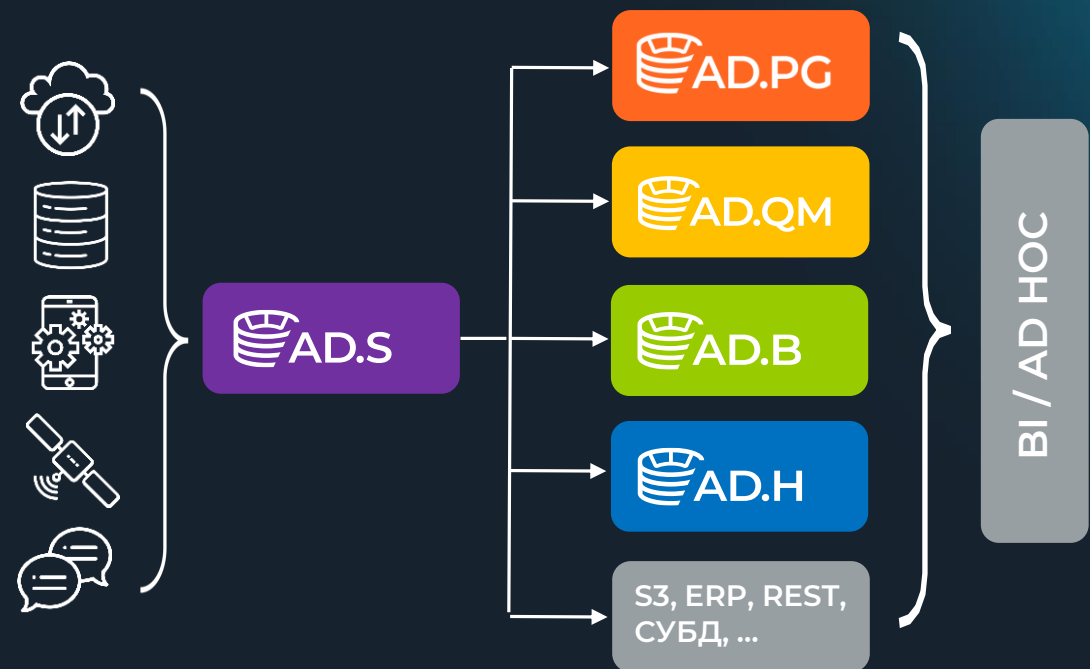 AD.PG
AD.QM
AD.S
AD.B
AD.H
S3, ERP, REST,
СУБД, ...
BI / AD HOC